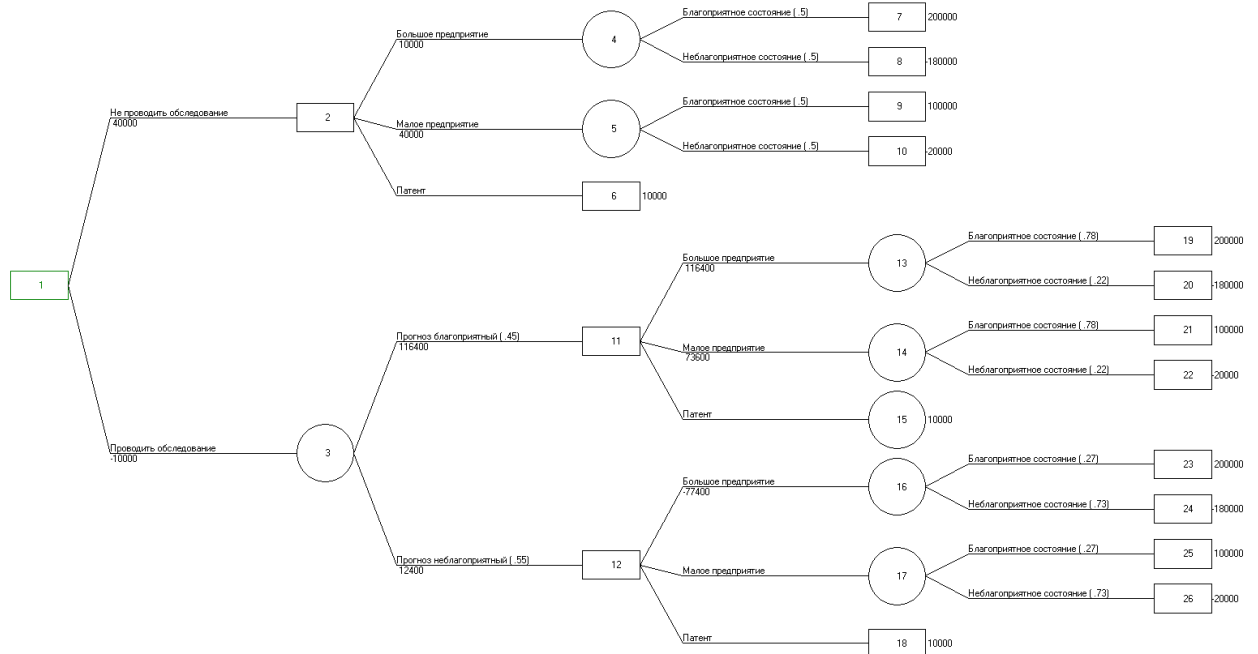 Благоприятное состояние ( .5)
7
200000
Большое предприятие
10000
4
Неблагоприятное состояние ( .5)
8
-180000
Не проводить обследование
40000
2
Благоприятное состояние ( .5)
9
100000
Малое предприятие
40000
5
Неблагоприятное состояние ( .5)
10
-20000
Патент
6
10000
1
Благоприятное состояние ( .78)
19
200000
Большое предприятие
116400
13
Неблагоприятное состояние ( .22)
20
-180000
Прогноз благоприятный ( .45)
116400
11
Благоприятное состояние ( .78)
21
100000
Малое предприятие
73600
14
Неблагоприятное состояние ( .22)
22
-20000
Патент
15
10000
Проводить обследование
-10000
3
Благоприятное состояние ( .27)
23
200000
Большое предприятие
-77400
16
Неблагоприятное состояние ( .73)
24
-180000
Прогноз неблагоприятный ( .55)
12400
12
Благоприятное состояние ( .27)
25
100000
Малое предприятие
17
Неблагоприятное состояние ( .73)
26
-20000
Патент
18
10000